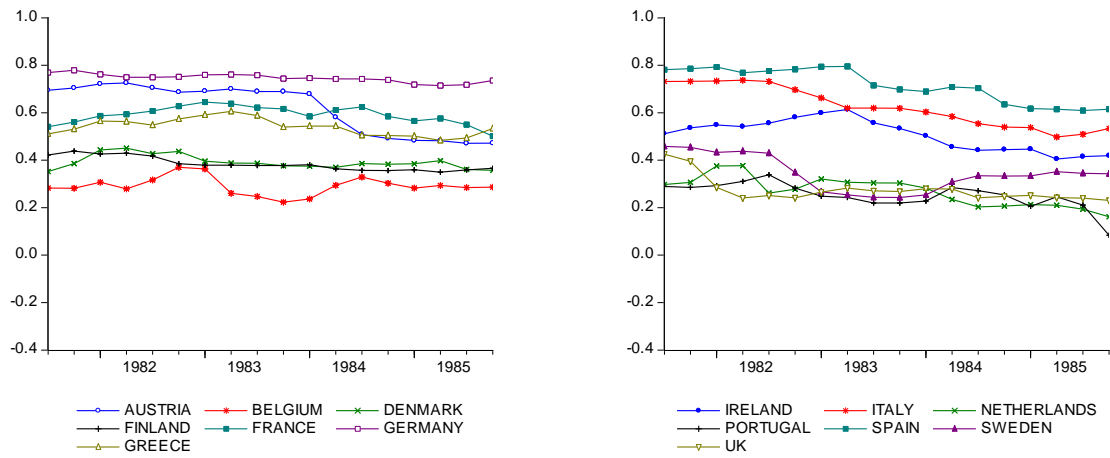 1.0
0.8
0.6
0.4
0.2
0.0
-0.2
-0.4
1982 1983 1984 1985
AUSTRIA BELGIUM DENMARK
FINLAND FRANCE GERMANY
GREECE
1.0
0.8
0.6
0.4
0.2
0.0
-0.2
-0.4
1982 1983 1984 1985
IRELAND ITALY NETHERLANDS
PORTUGAL SPAIN SWEDEN
UK